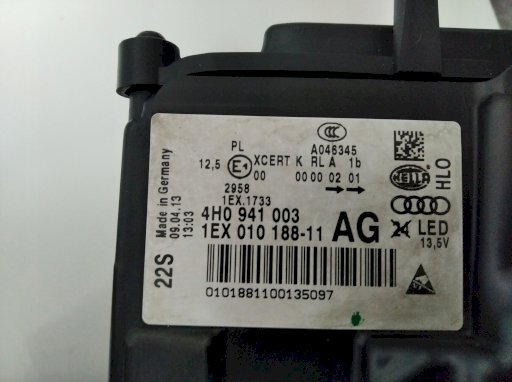 PL
A046345
12,5 E1 XCERT K RL A 1b
00 00 00 02 01
2958
1EX.1733
HELLA HLO
4H0 941 003
1EX 010 188-11 AG
LED
13,5V
0101881100135097
Made in Germany
09.04.13
13:03
22S